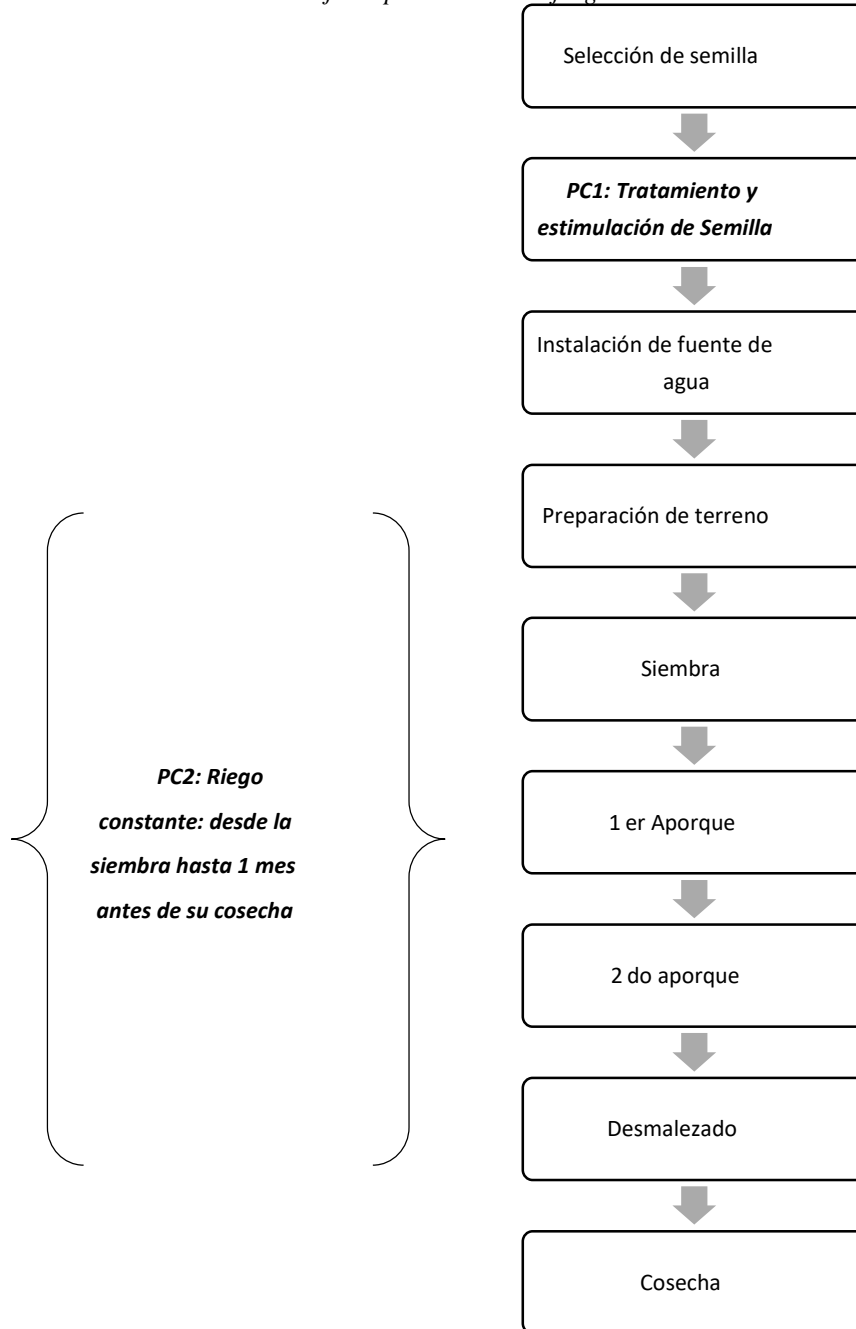 Selección de semilla
PC1: Tratamiento y
estimulación de Semilla
Instalación de fuente de
agua
Preparación de terreno
Siembra
PC2: Riego
constante: desde la
siembra hasta 1 mes
antes de su cosecha
1 er Aporque
2 do aporque
Desmalezado
Cosecha